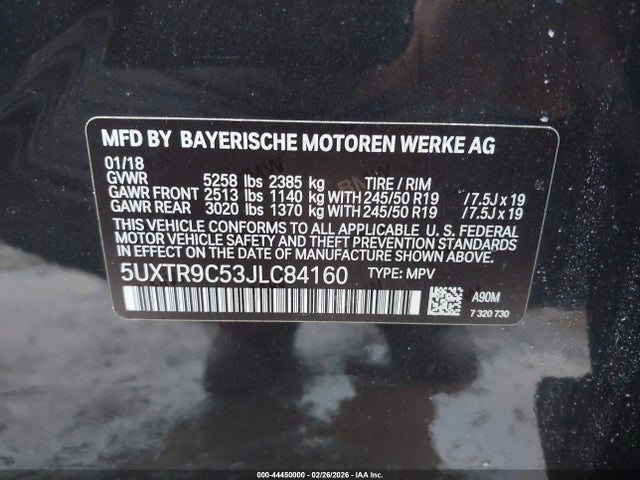 MFD BY BAYERISCHE MOTOREN WERKE AG
01/18
GVWR 5258 lbs 2385 kg TIRE / RIM
GAWR FRONT 2513 lbs 1140 kg WITH 245/50 R19 /7.5J x 19
GAWR REAR 3020 lbs 1370 kg WITH 245/50 R19 /7.5J x 19
THIS VEHICLE CONFORMS TO ALL APPLICABLE U. S. FEDERAL
MOTOR VEHICLE SAFETY, BUMPER, AND THEFT PREVENTION STANDARDS
IN EFFECT ON THE DATE OF MANUFACTURE SHOWN ABOVE.
5UXTR9C53JLC84160 TYPE: MPV
A90M
7 320 730
000-44450000 - 02/26/2026 - IAA Inc.